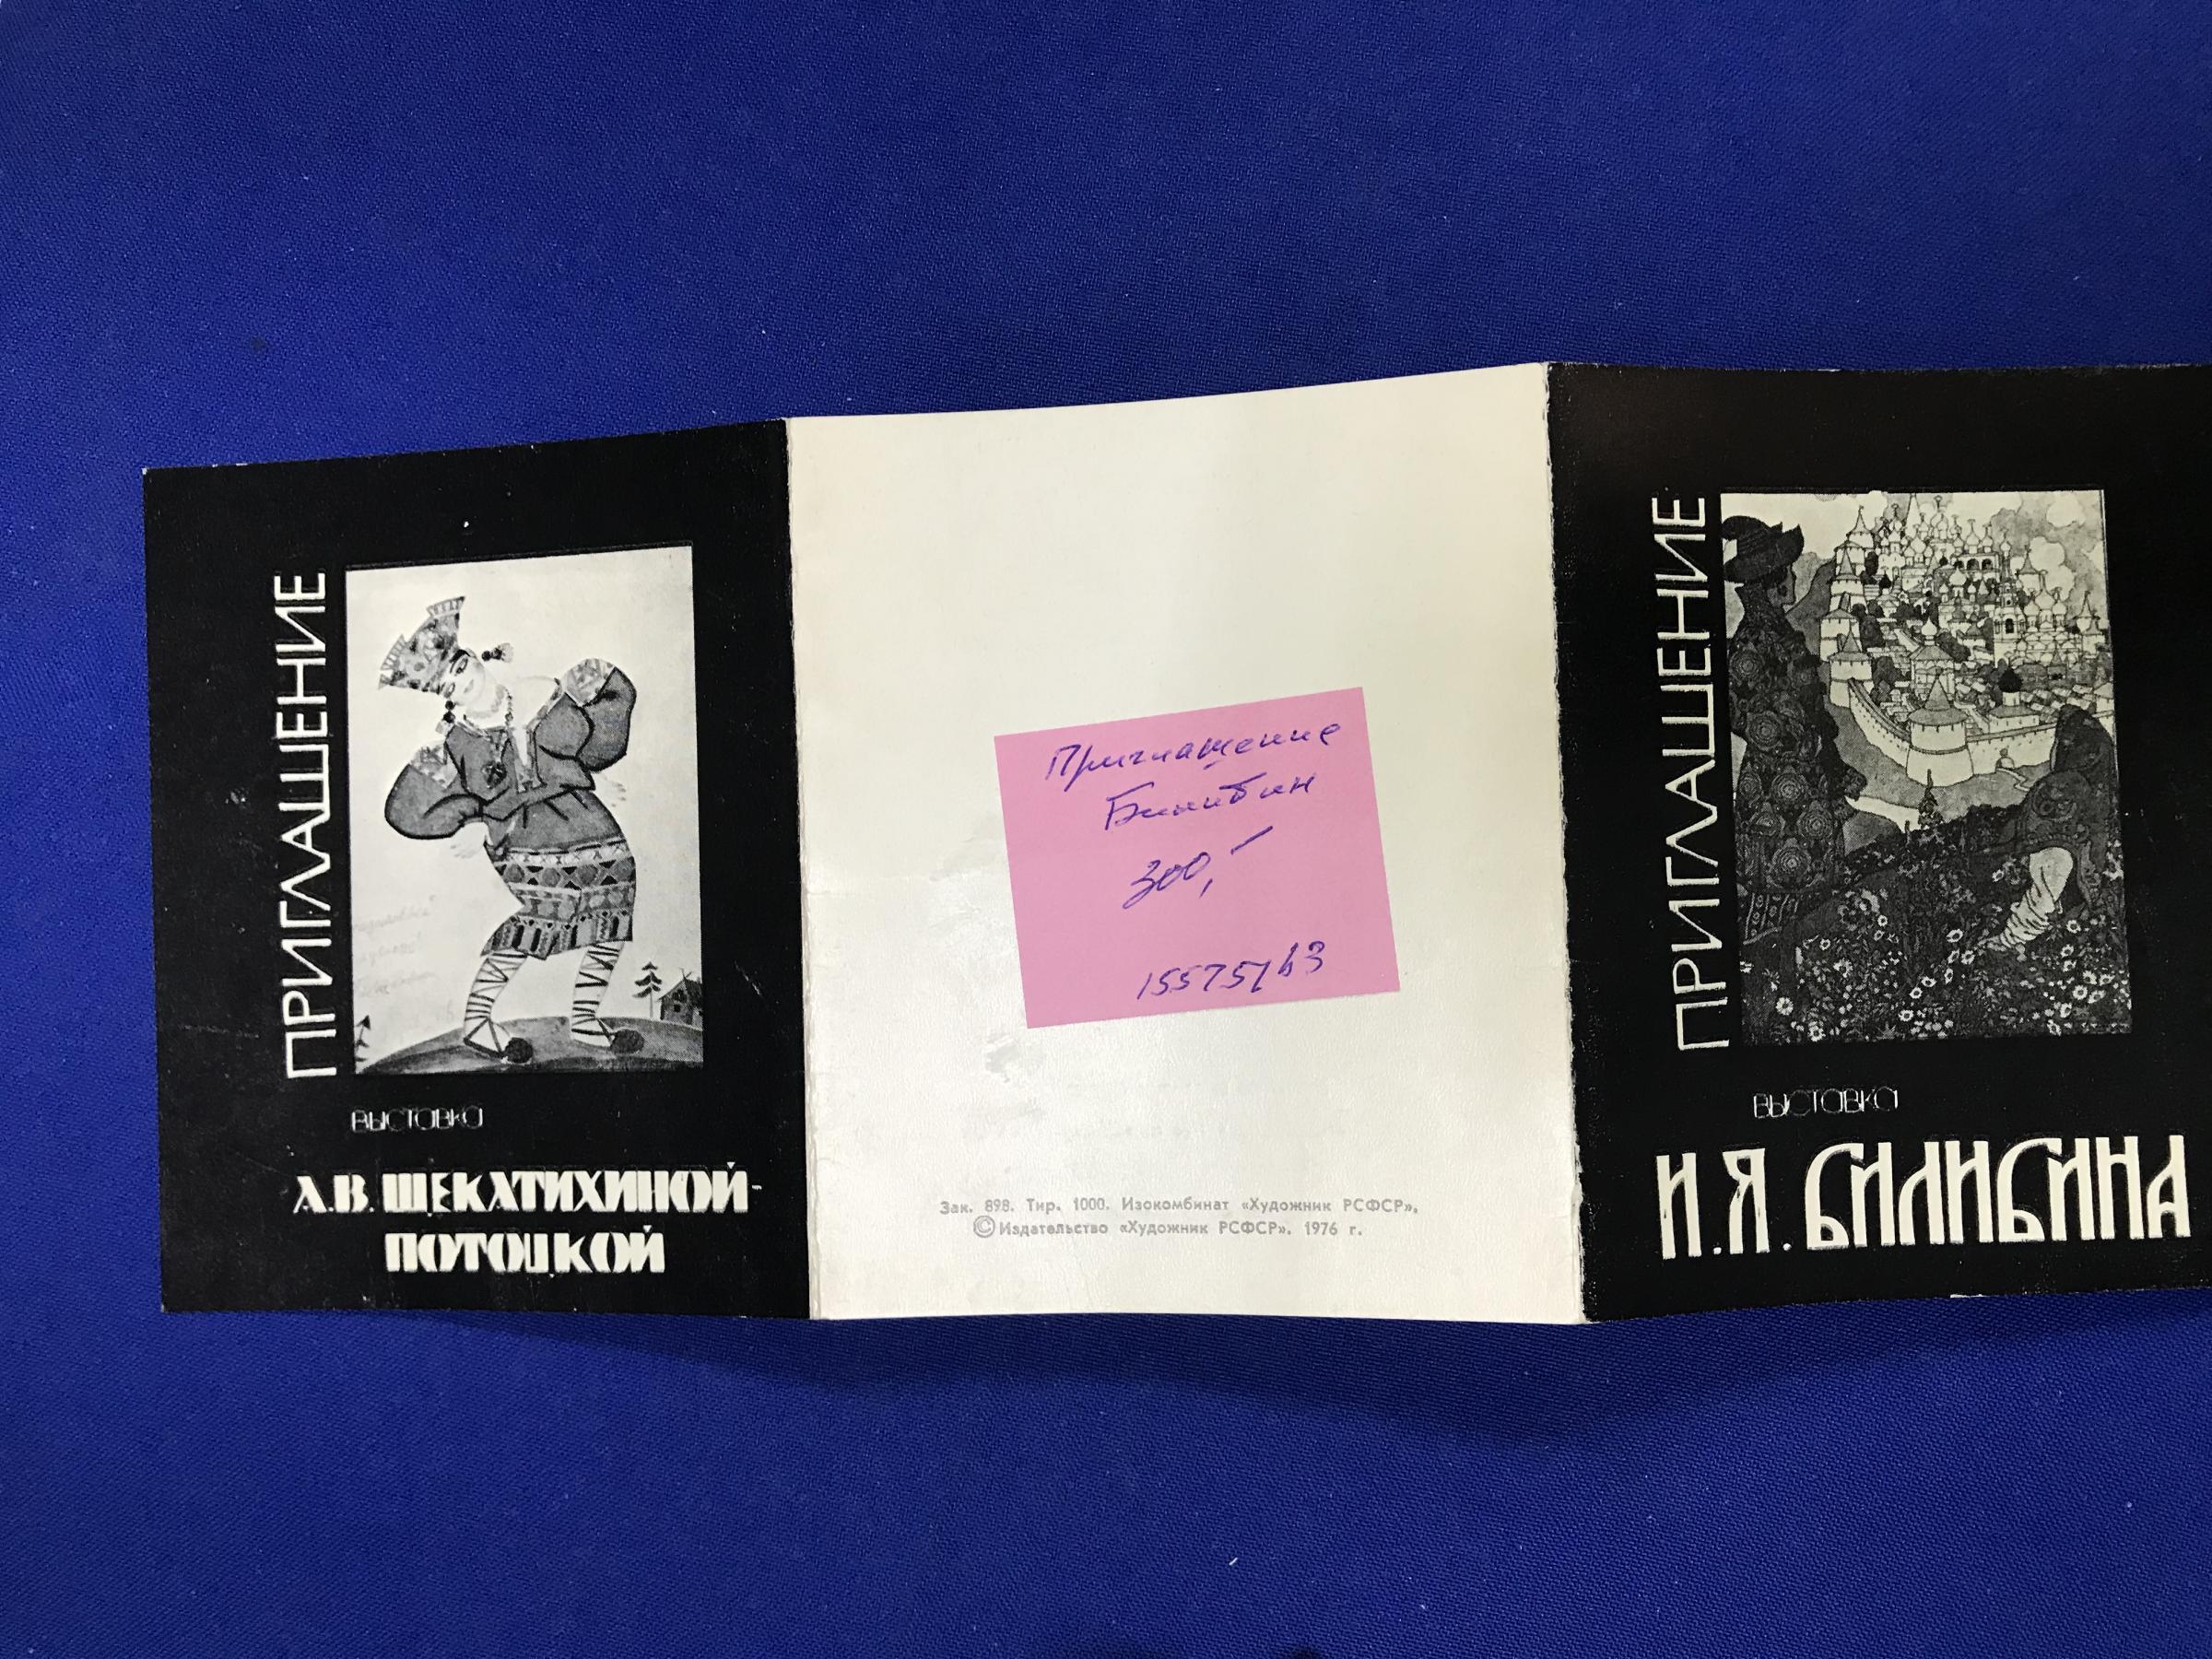 ПРИГЛАШЕНИЕ
ВЫСТАВКА
А.В. ЩЕКАТИХИНОЙ-
ПОТОЦКОЙ
Приглашение
Билибин
300,-
Зак. 898. Тир. 1000. Изокомбинат «Художник РСФСР»,
©Издательство «Художник РСФСР». 1976 г.
ПРИГЛАШЕНИЕ
ВЫСТАВКА
И.Я. БИЛИБИНА